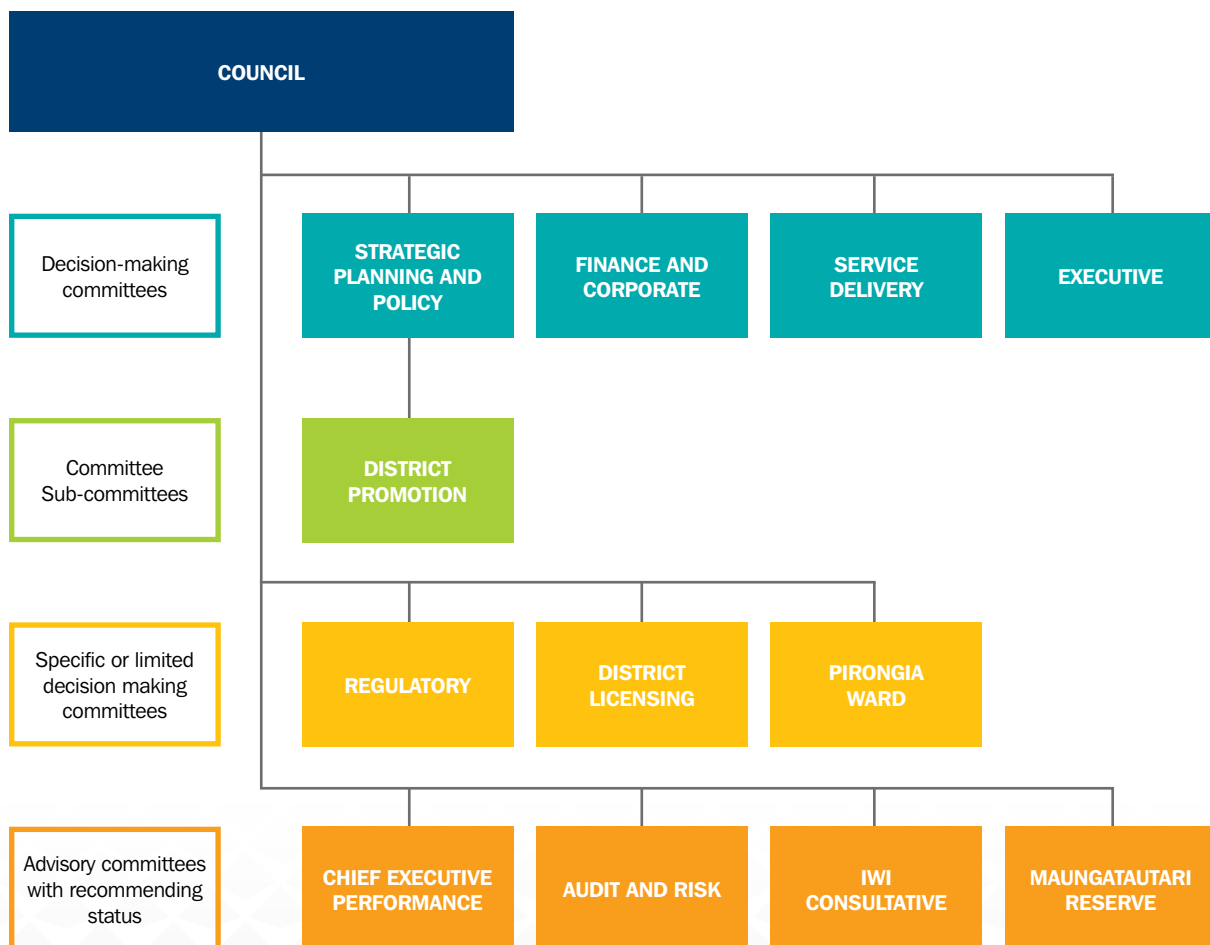 COUNCIL
Decision-making
committees
STRATEGIC
PLANNING AND
POLICY
FINANCE AND
CORPORATE
SERVICE
DELIVERY
EXECUTIVE
Committee
Sub-committees
DISTRICT
PROMOTION
Specific or limited
decision making
committees
REGULATORY
DISTRICT
LICENSING
PIRONGIA
WARD
Advisory committees
with recommending
status
CHIEF EXECUTIVE
PERFORMANCE
AUDIT AND RISK
IWI
CONSULTATIVE
MAUNGATAUTARI
RESERVE